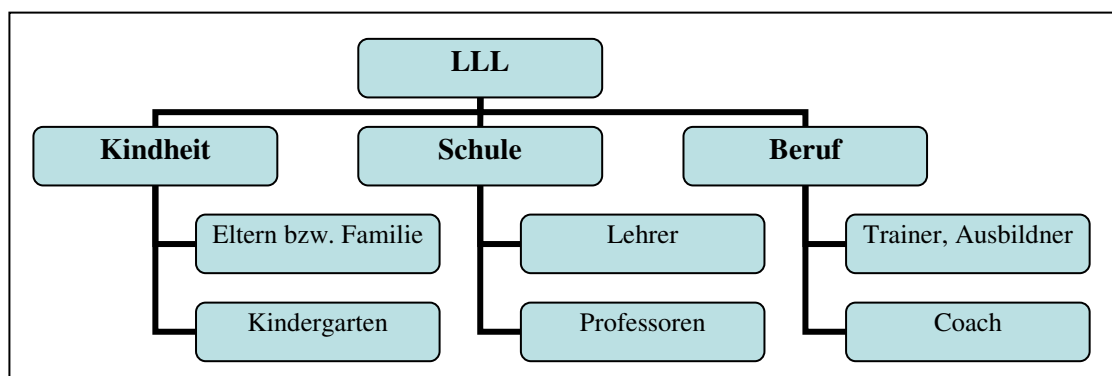 LLL
Kindheit
Schule
Beruf
Eltern bzw. Familie
Lehrer
Trainer, Ausbildner
Kindergarten
Professoren
Coach